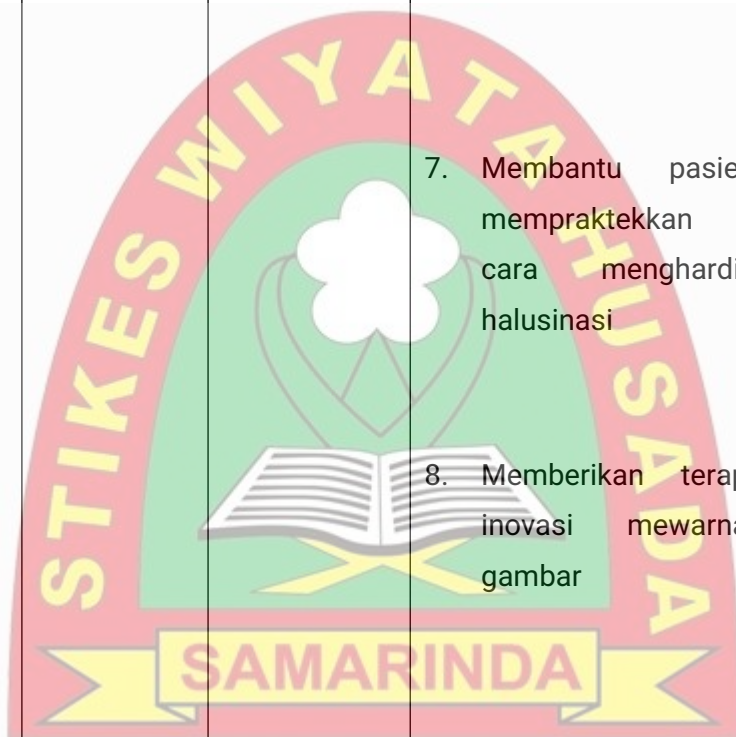 STIKES WIYATA HUSADA
7. Membantu pasie
mempraktekkan
cara menghardi
halusinasi
8. Memberikan terap
inovasi mewarna
gambar
SAMARINDA